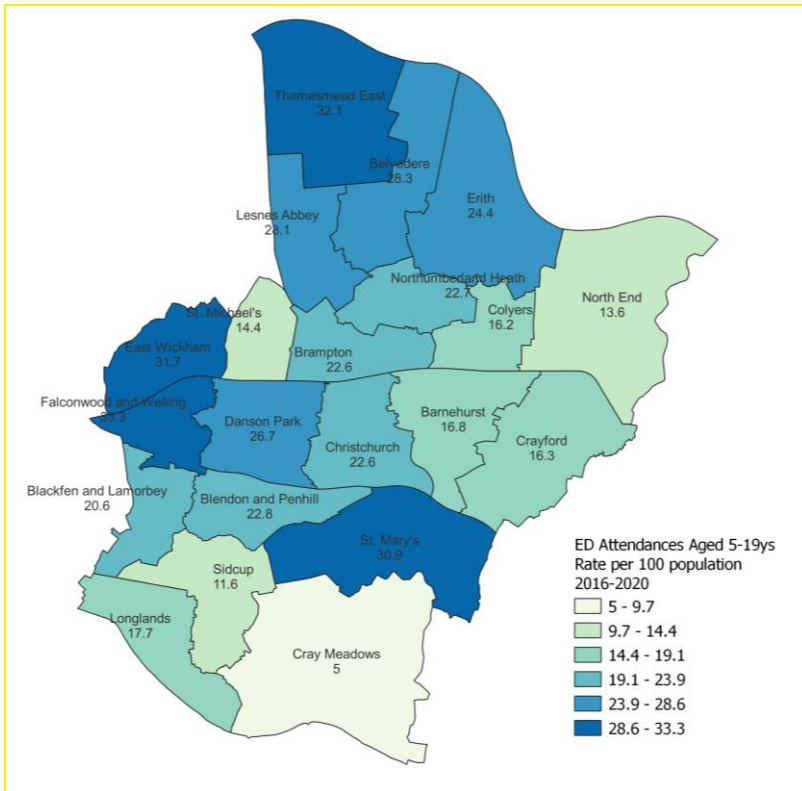 Thamesmead East
32.1
Belvedere
28.3
Erith
24.4
Lesnes Abbey
28.1
Northumberland Heath
22.7
North End
13.6
St. Michael's
14.4
Colyers
16.2
East Wickham
31.7
Brampton
22.6
Falconwood and Welling
33.3
Danson Park
26.7
Barnehurst
16.8
Christchurch
22.6
Crayford
16.3
Blackfen and Lamorbey
20.6
Blendon and Penhill
22.8
St. Mary's
30.9
Sidcup
11.6
Longlands
17.7
Cray Meadows
5
ED Attendances Aged 5-19ys
Rate per 100 population
2016-2020
5 - 9.7
9.7 - 14.4
14.4 - 19.1
19.1 - 23.9
23.9 - 28.6
28.6 - 33.3